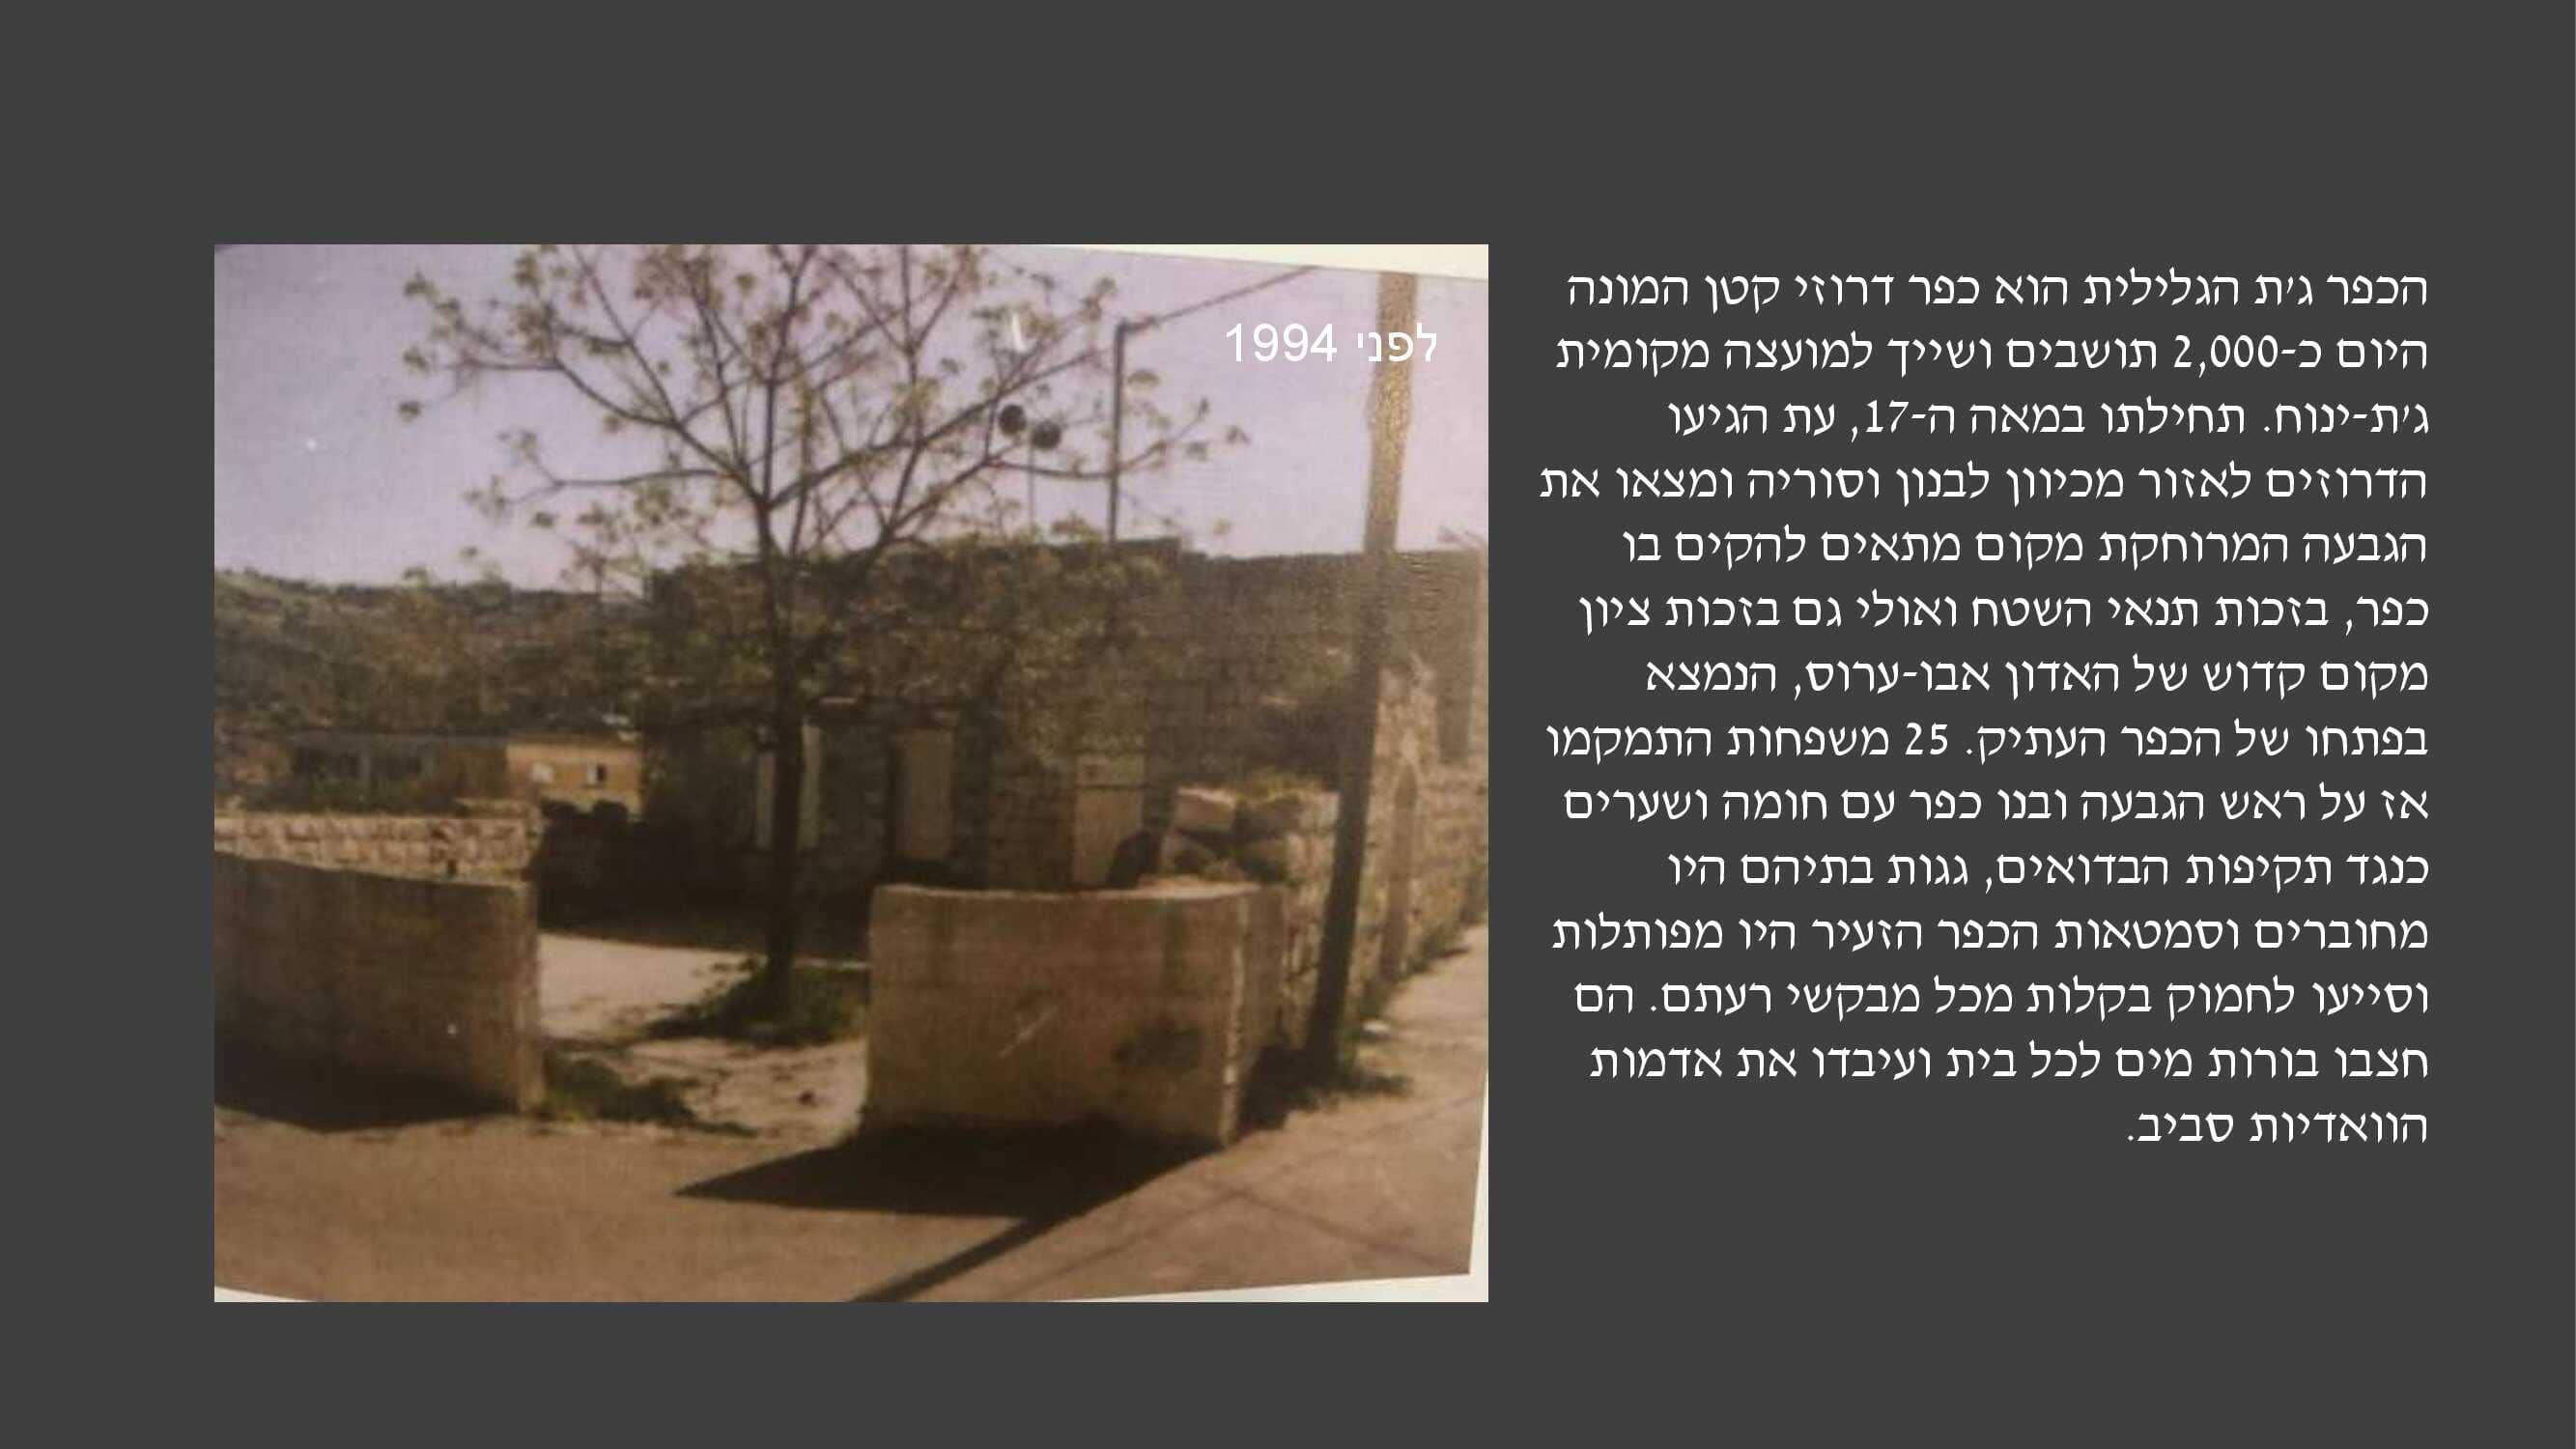 הכפר ג׳ת הגלילית הוא כפר דרוזי קטן המונה
היום כ-2,000 תושבים ושייך למועצה מקומית
ג׳ת-ינוח. תחילתו במאה ה-17, עת הגיעו
הדרוזים לאזור מכיוון לבנון וסוריה ומצאו את
הגבעה המרוחקת מקום מתאים להקים בו
כפר, בזכות תנאי השטח ואולי גם בזכות ציון
מקום קדוש של האדון אבו-ערוס, הנמצא
בפתחו של הכפר העתיק. 25 משפחות התמקמו
אז על ראש הגבעה ובנו כפר עם חומה ושערים
כנגד תקיפות הבדואים, גגות בתיהם היו
מחוברים וסמטאות הכפר הזעיר היו מפותלות
וסייעו לחמוק בקלות מכל מבקשי רעתם. הם
חצבו בורות מים לכל בית ועיבדו את אדמות
הוואדיות סביב.
לפני 1994